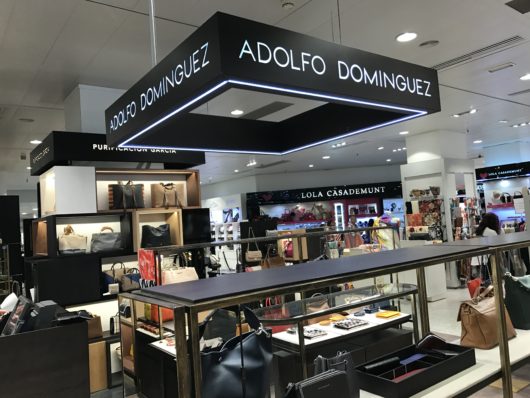 ADOLFO DOMINGUEZ
ADOLFO DOMINGUEZ
PURIFICACION GARCIA
LOLA CASADEMUNT
LOLA CASADEMUNT